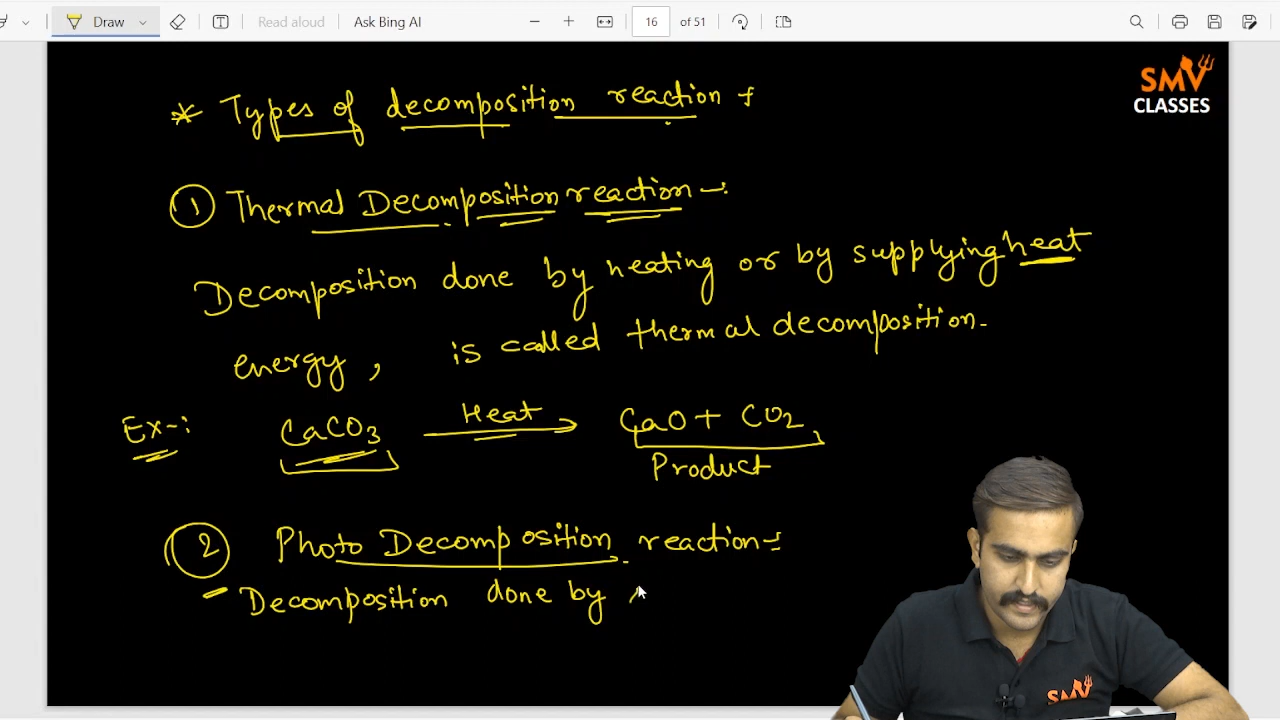 Draw
Read aloud
Ask Bing AI
16 of 51
SMV
CLASSES
* Types of decomposition reaction :
① Thermal Decomposition reaction -:
Decomposition done by heating or by supplying heat
energy, is called thermal decomposition.
Ex-: CaCO3 Heat → CaO + CO2
Product
② Photo Decomposition reaction -:
Decomposition done by
SMV